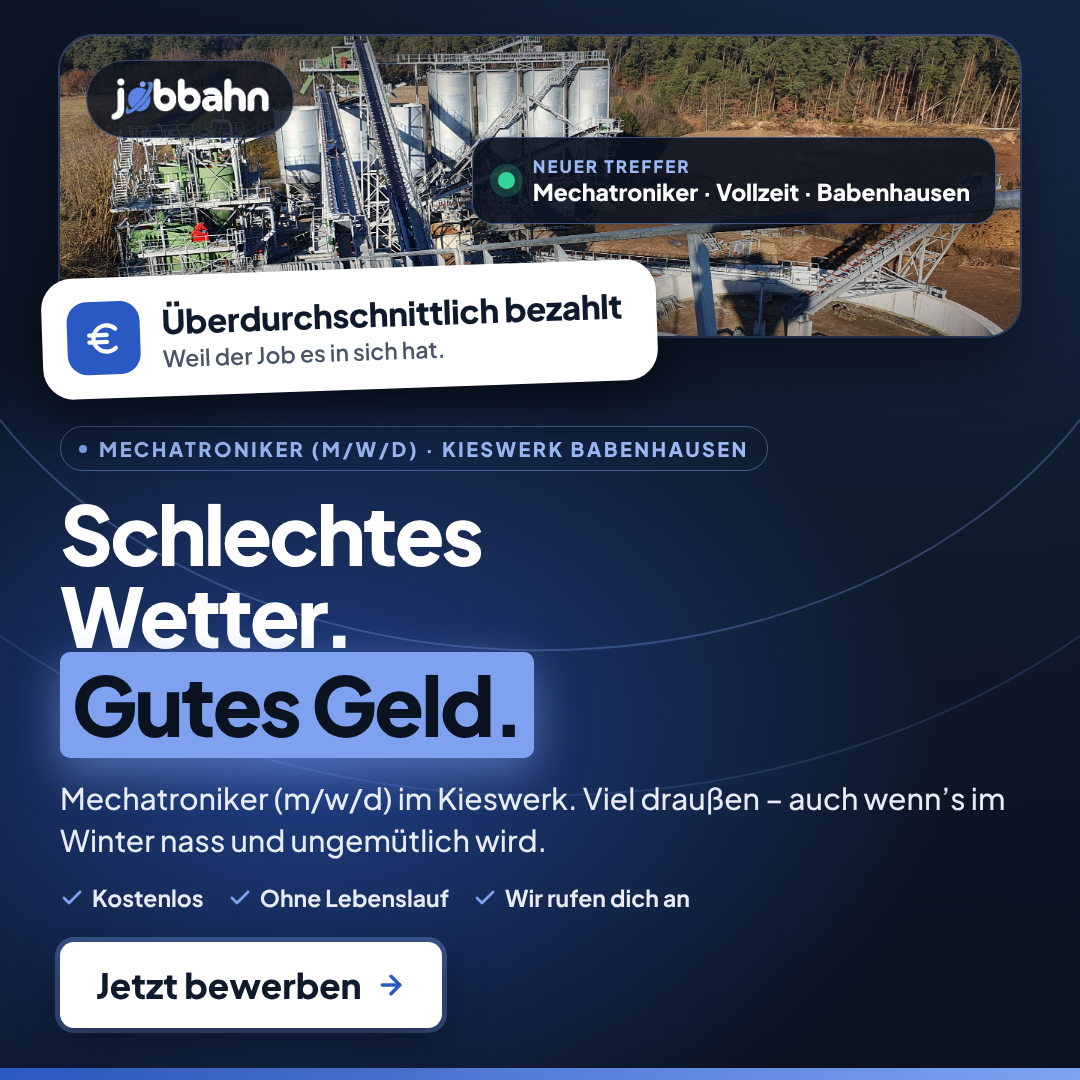 jobbahn
NEUER TREFFER
Mechatroniker · Vollzeit · Babenhausen
€
Überdurchschnittlich bezahlt
Weil der Job es in sich hat.
MECHATRONIKER (M/W/D) · KIESWERK BABENHAUSEN
Schlechtes
Wetter.
Gutes Geld.
Mechatroniker (m/w/d) im Kieswerk. Viel draußen – auch wenn’s im
Winter nass und ungemütlich wird.
Kostenlos Ohne Lebenslauf Wir rufen dich an
Jetzt bewerben →